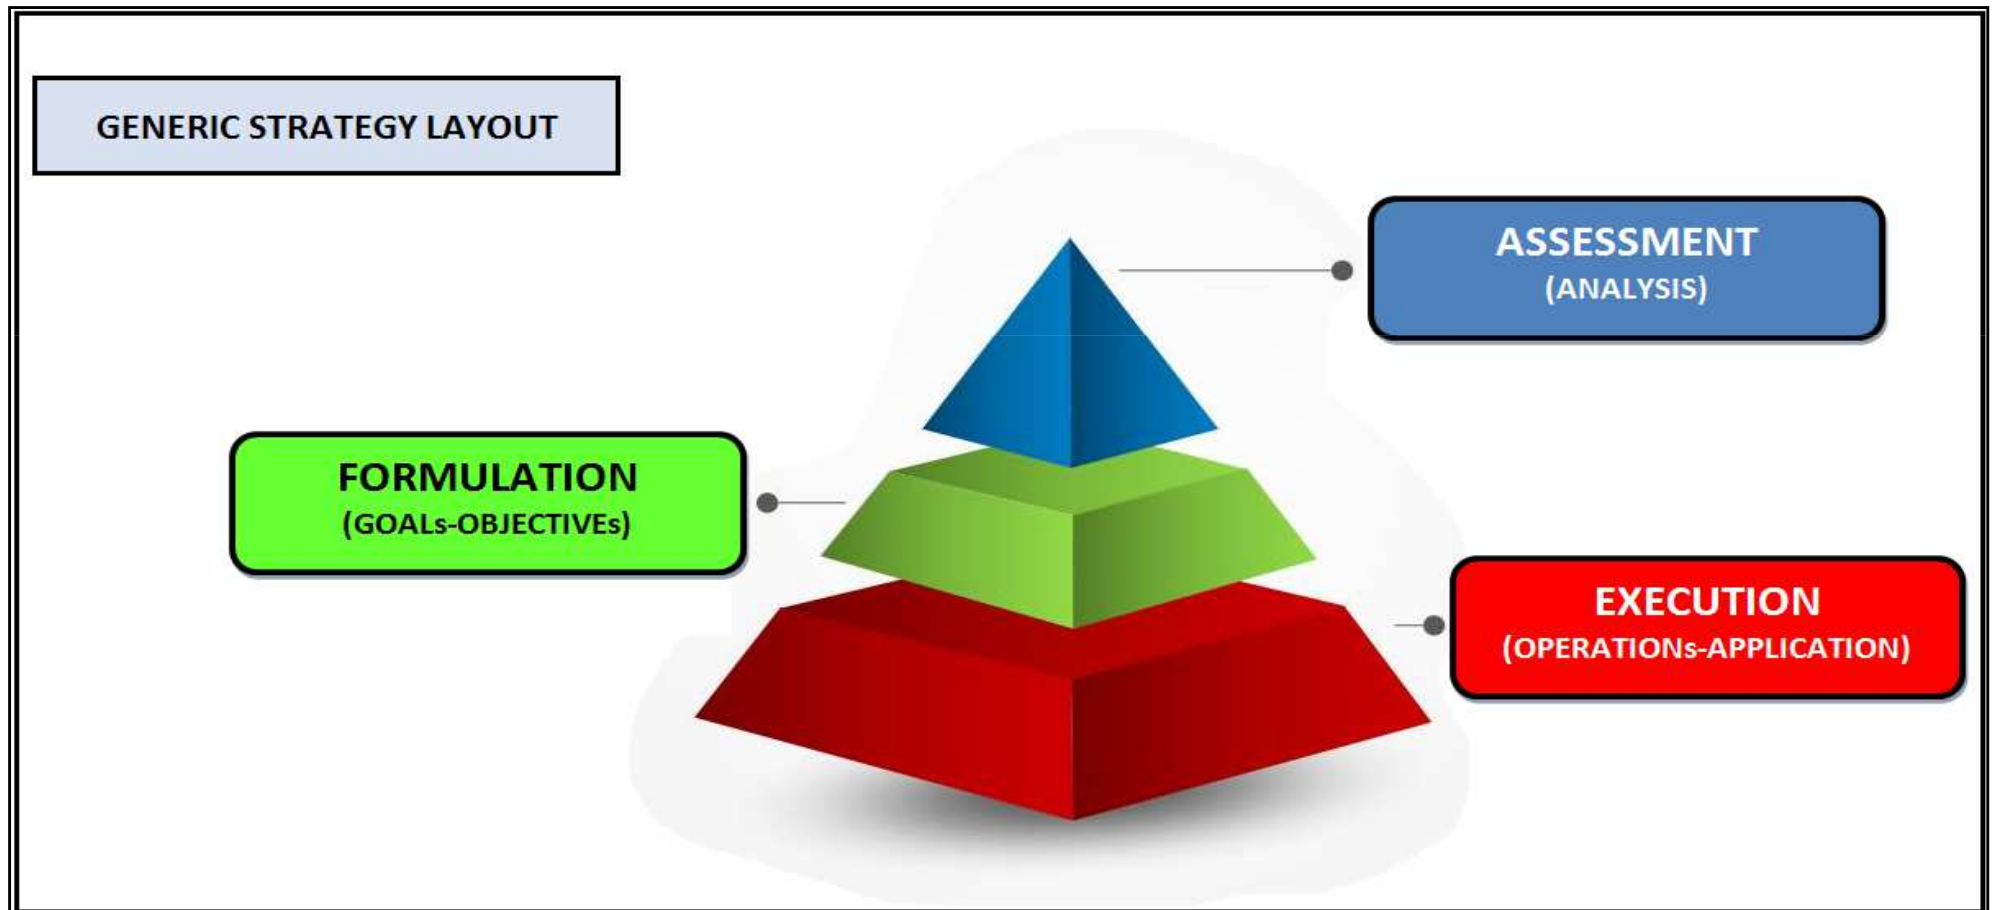 GENERIC STRATEGY LAYOUT
ASSESSMENT
(ANALYSIS)
FORMULATION
(GOALs-OBJECTIVEs)
EXECUTION
(OPERATIONs-APPLICATION)